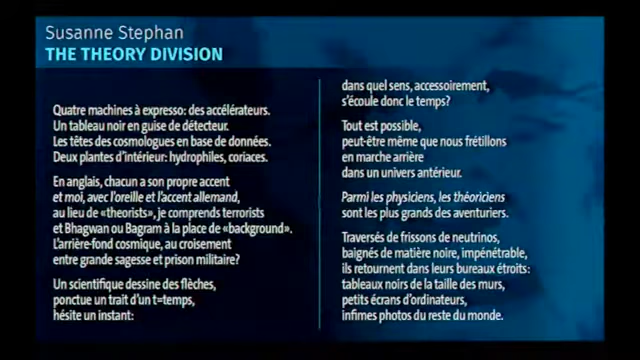 Susanne Stephan
THE THEORY DIVISION
Quatre machines à expresso: des accélérateurs.
Un tableau noir en guise de détecteur.
Les têtes des cosmologues en base de données.
Deux plantes d'intérieur: hydrophiles, coriaces.
En anglais, chacun a son propre accent
et moi, avec l'oreille et l'accent allemand,
au lieu de «theorists», je comprends terrorists
et Bhagwan ou Bagram à la place de «background».
L'arrière-fond cosmique, au croisement
entre grande sagesse et prison militaire?
Un scientifique dessine des flèches,
ponctue un trait d'un t=temps,
hésite un instant:
dans quel sens, accessoirement,
s'écoule donc le temps?
Tout est possible,
peut-être même que nous frétillons
en marche arrière
dans un univers antérieur.
Parmi les physiciens, les théoriciens
sont les plus grands des aventuriers.
Traversés de frissons de neutrinos,
baignés de matière noire, impénétrable,
ils retournent dans leurs bureaux étroits:
tableaux noirs de la taille des murs,
petits écrans d'ordinateurs,
infimes photos du reste du monde.